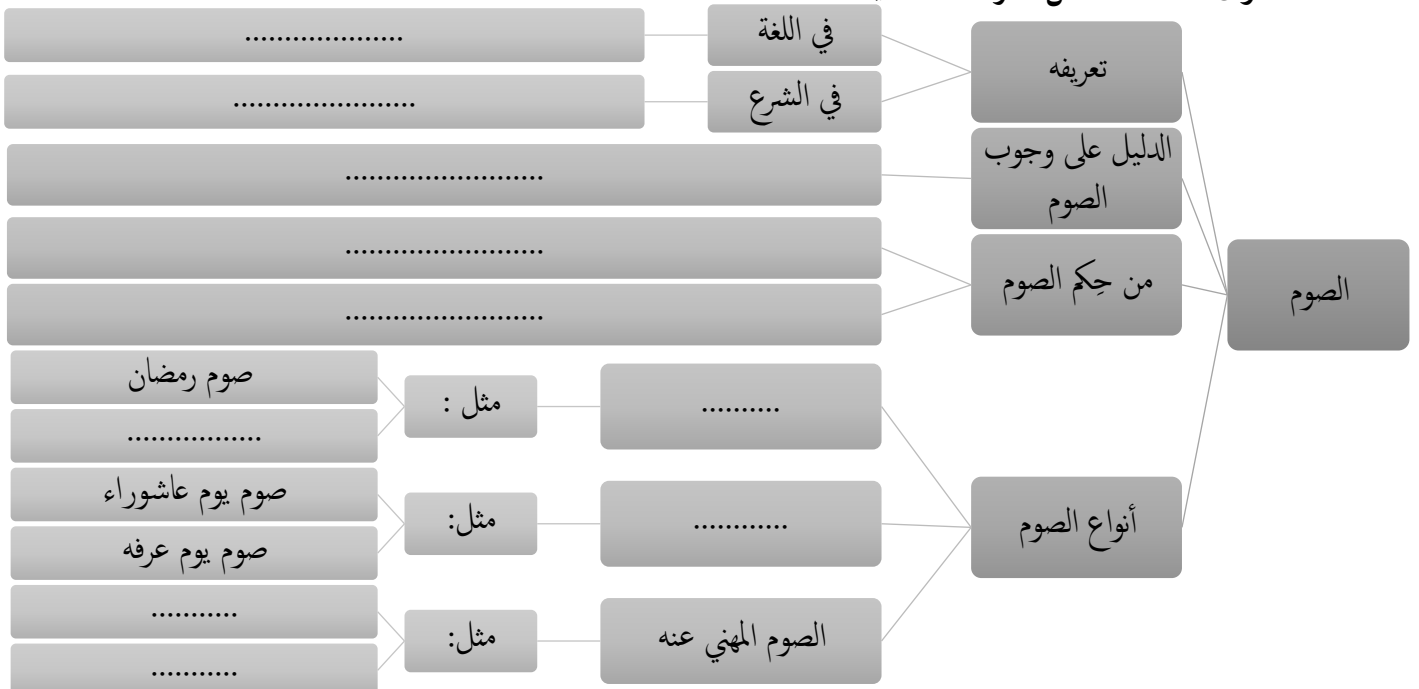 الصوم
تعريفه
في اللغة
...................
في الشرع
......................
الدليل على وجوب
الصوم
........................
من حِكم الصوم
........................
........................
أنواع الصوم
..........
مثل :
صوم رمضان
................
............
مثل:
صوم يوم عاشوراء
صوم يوم عرفه
الصوم المهني عنه
مثل:
...........
...........